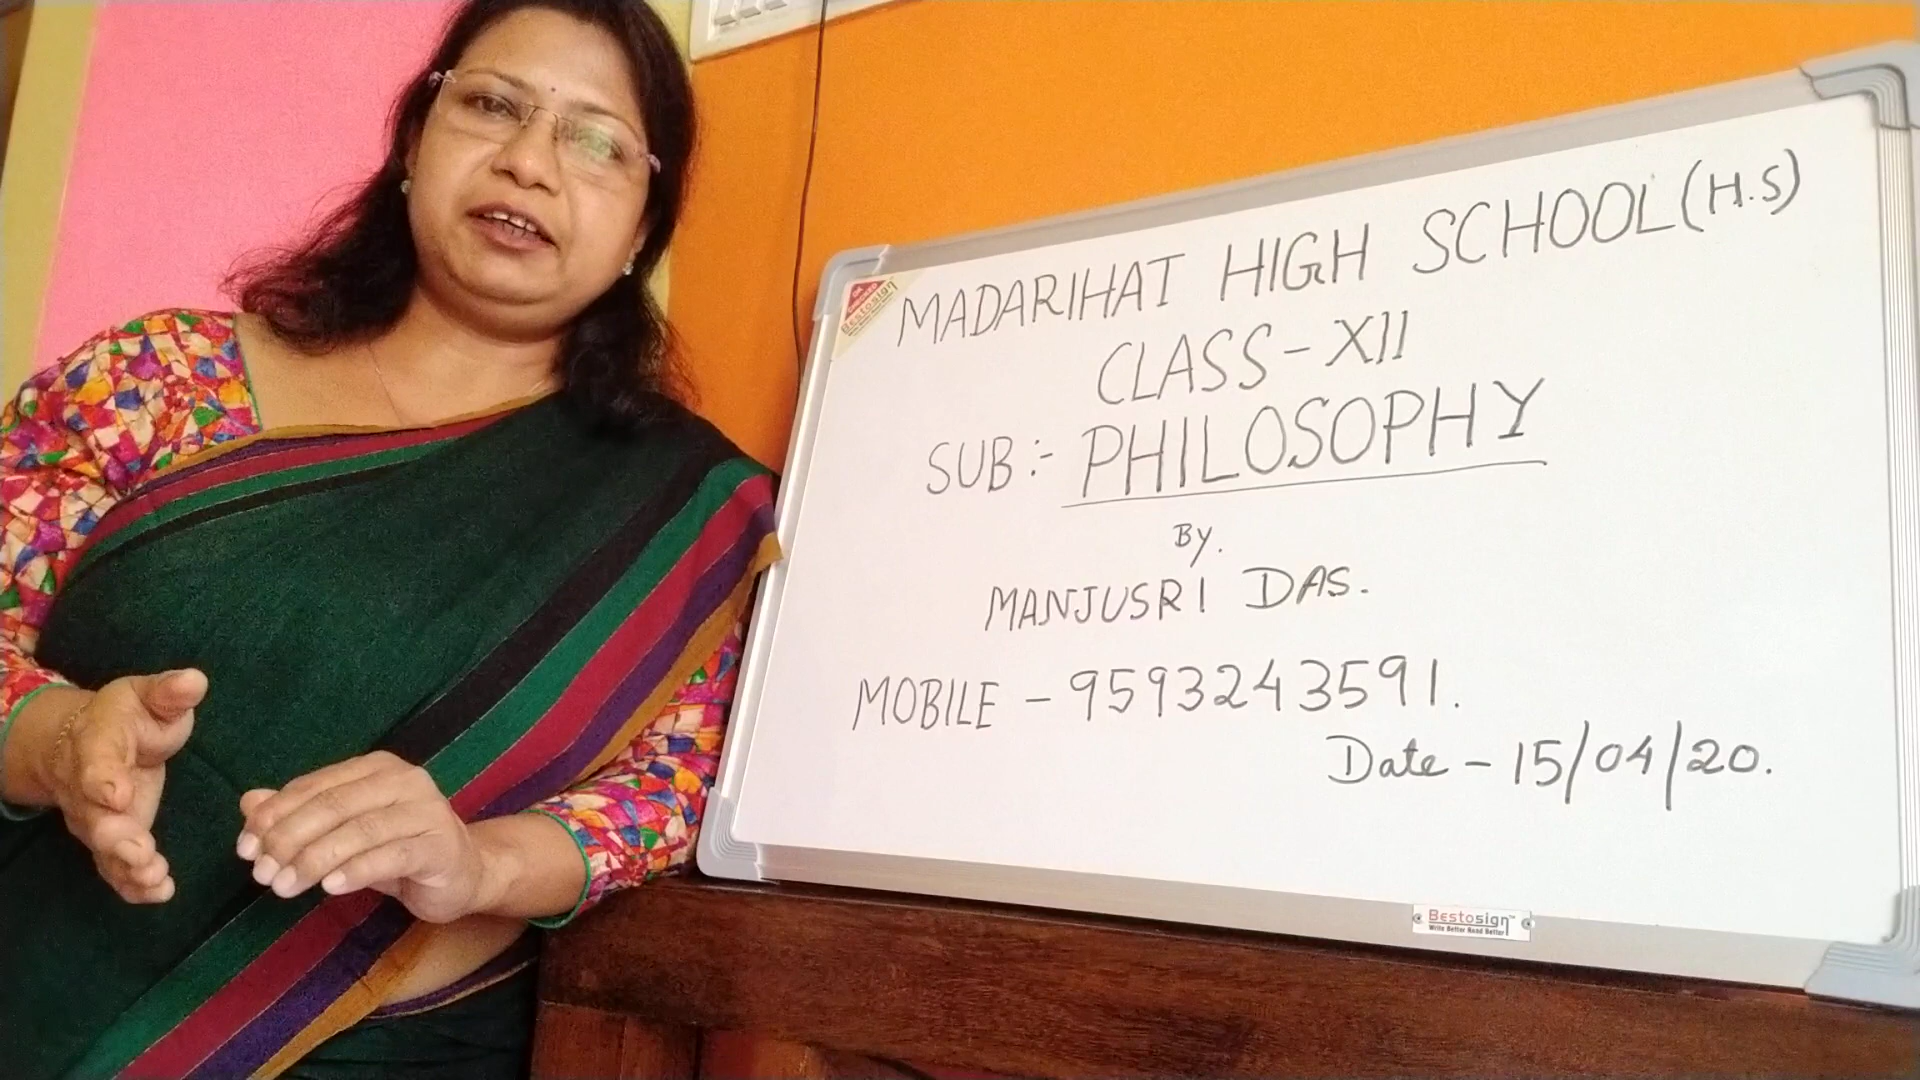 MADARIHAT HIGH SCHOOL (H.S)
CLASS-XII
SUB:- PHILOSOPHY
By.
MANJUSRI DAS.
MOBILE - 9593243591.
Date - 15/04/20.
Bestosign
Bestosign
Write Better Read Better